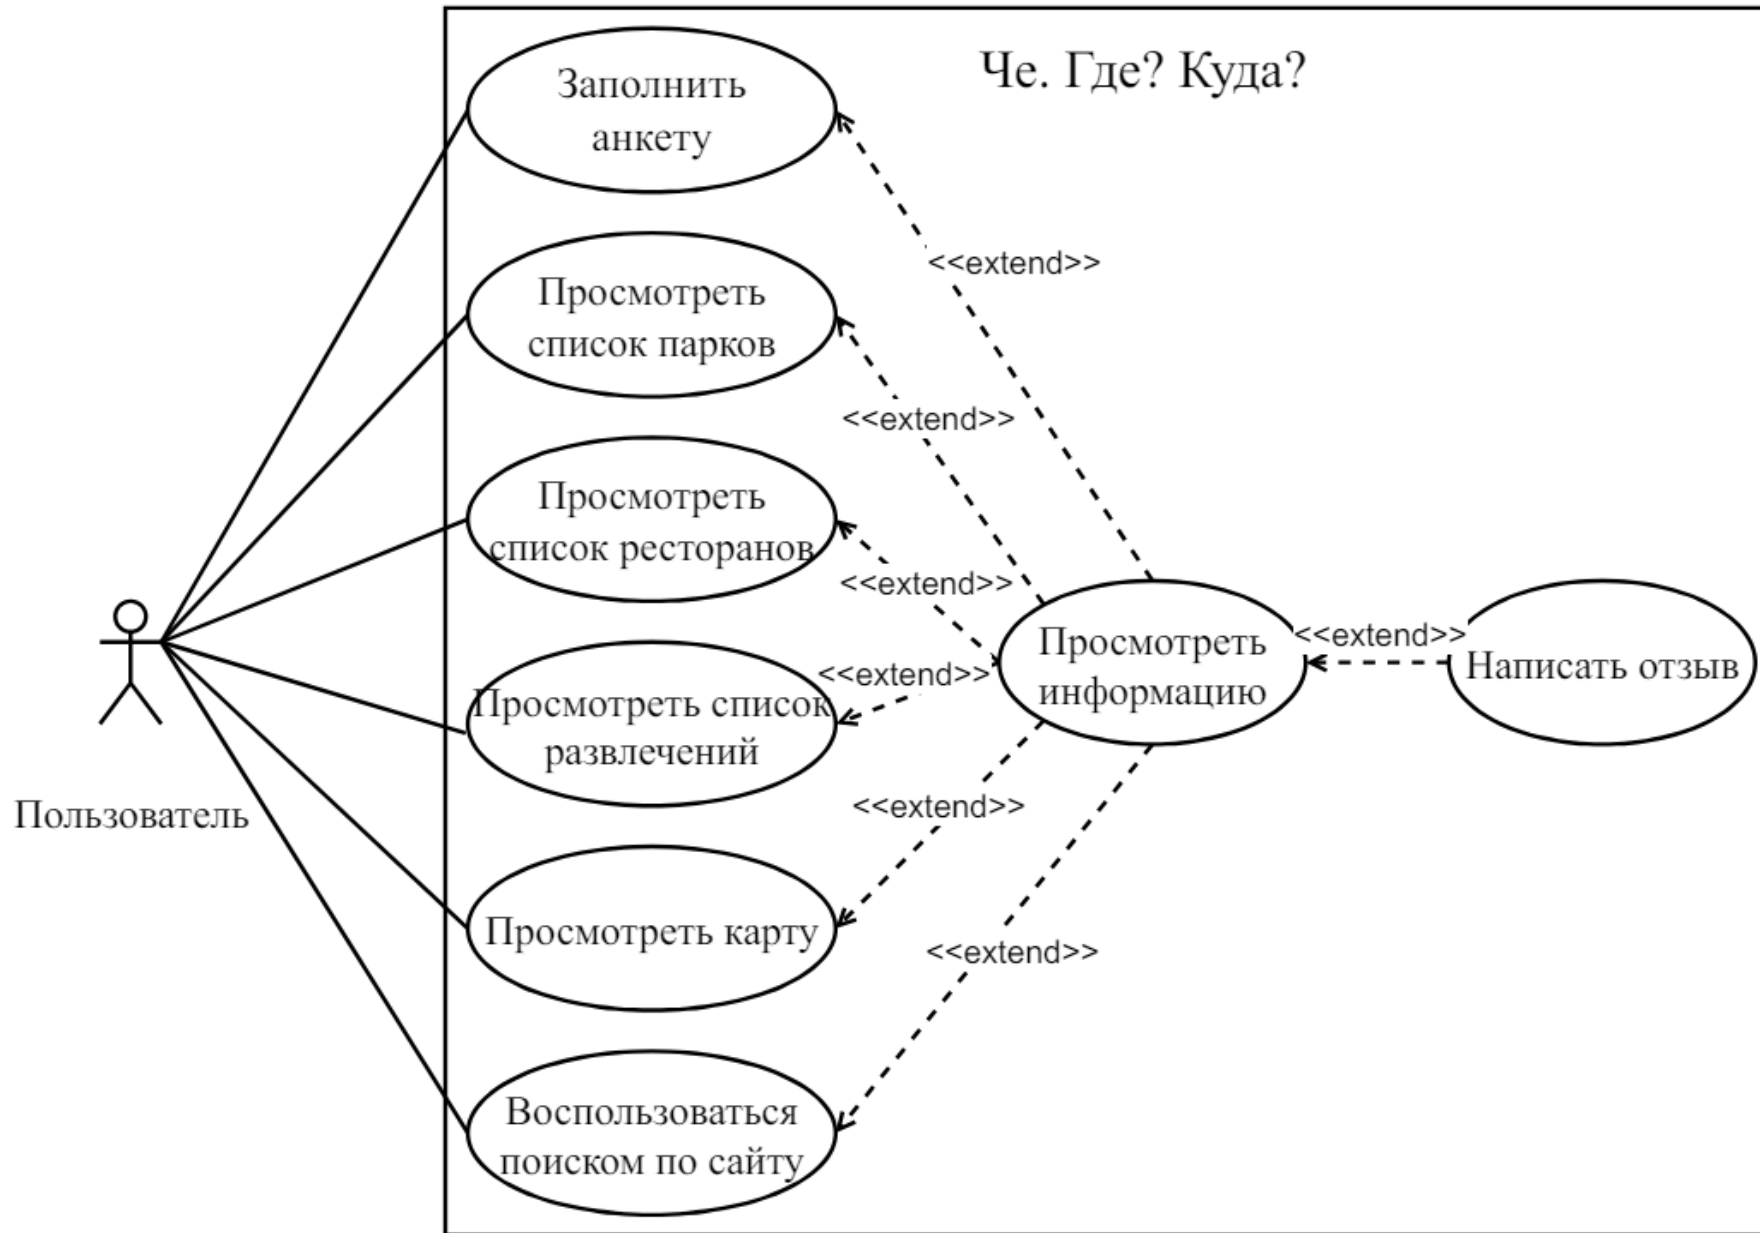 Че. Где? Куда?
Заполнить
анкету
<<extend>>
Просмотреть
список парков
<<extend>>
Просмотреть
список ресторанов
<<extend>>
Просмотреть
информацию
<<extend>>
Написать отзыв
<<extend>>
Просмотреть список
развлечений
Пользователь
<<extend>>
Просмотреть карту
<<extend>>
Воспользоваться
поиском по сайту